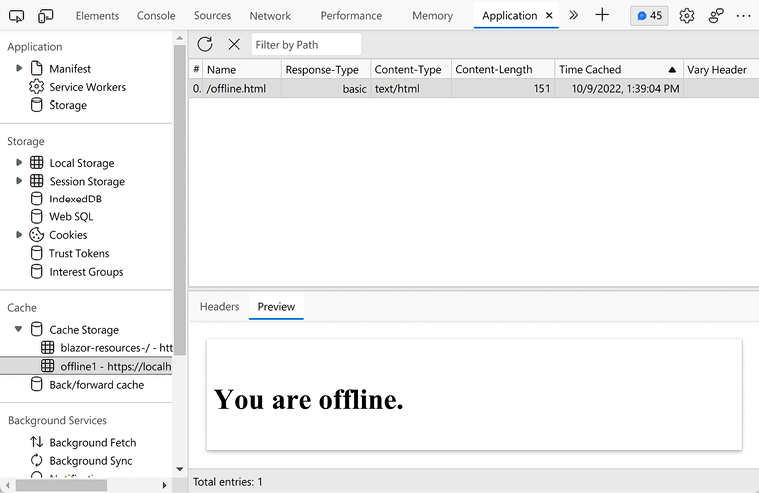 Elements Console Sources Network Performance Memory Application 45
Application
Manifest
Service Workers
Storage
Storage
Local Storage
Session Storage
IndexedDB
Web SQL
Cookies
Trust Tokens
Interest Groups
Cache
Cache Storage
blazor-resources-/ - htt
offline1 - https://localh
Back/forward cache
Background Services
Background Fetch
Background Sync
Filter by Path
# Name Response-Type Content-Type Content-Length Time Cached Vary Header
0. /offline.html basic text/html 151 10/9/2022, 1:39:04 PM
Headers Preview
You are offline.
Total entries: 1